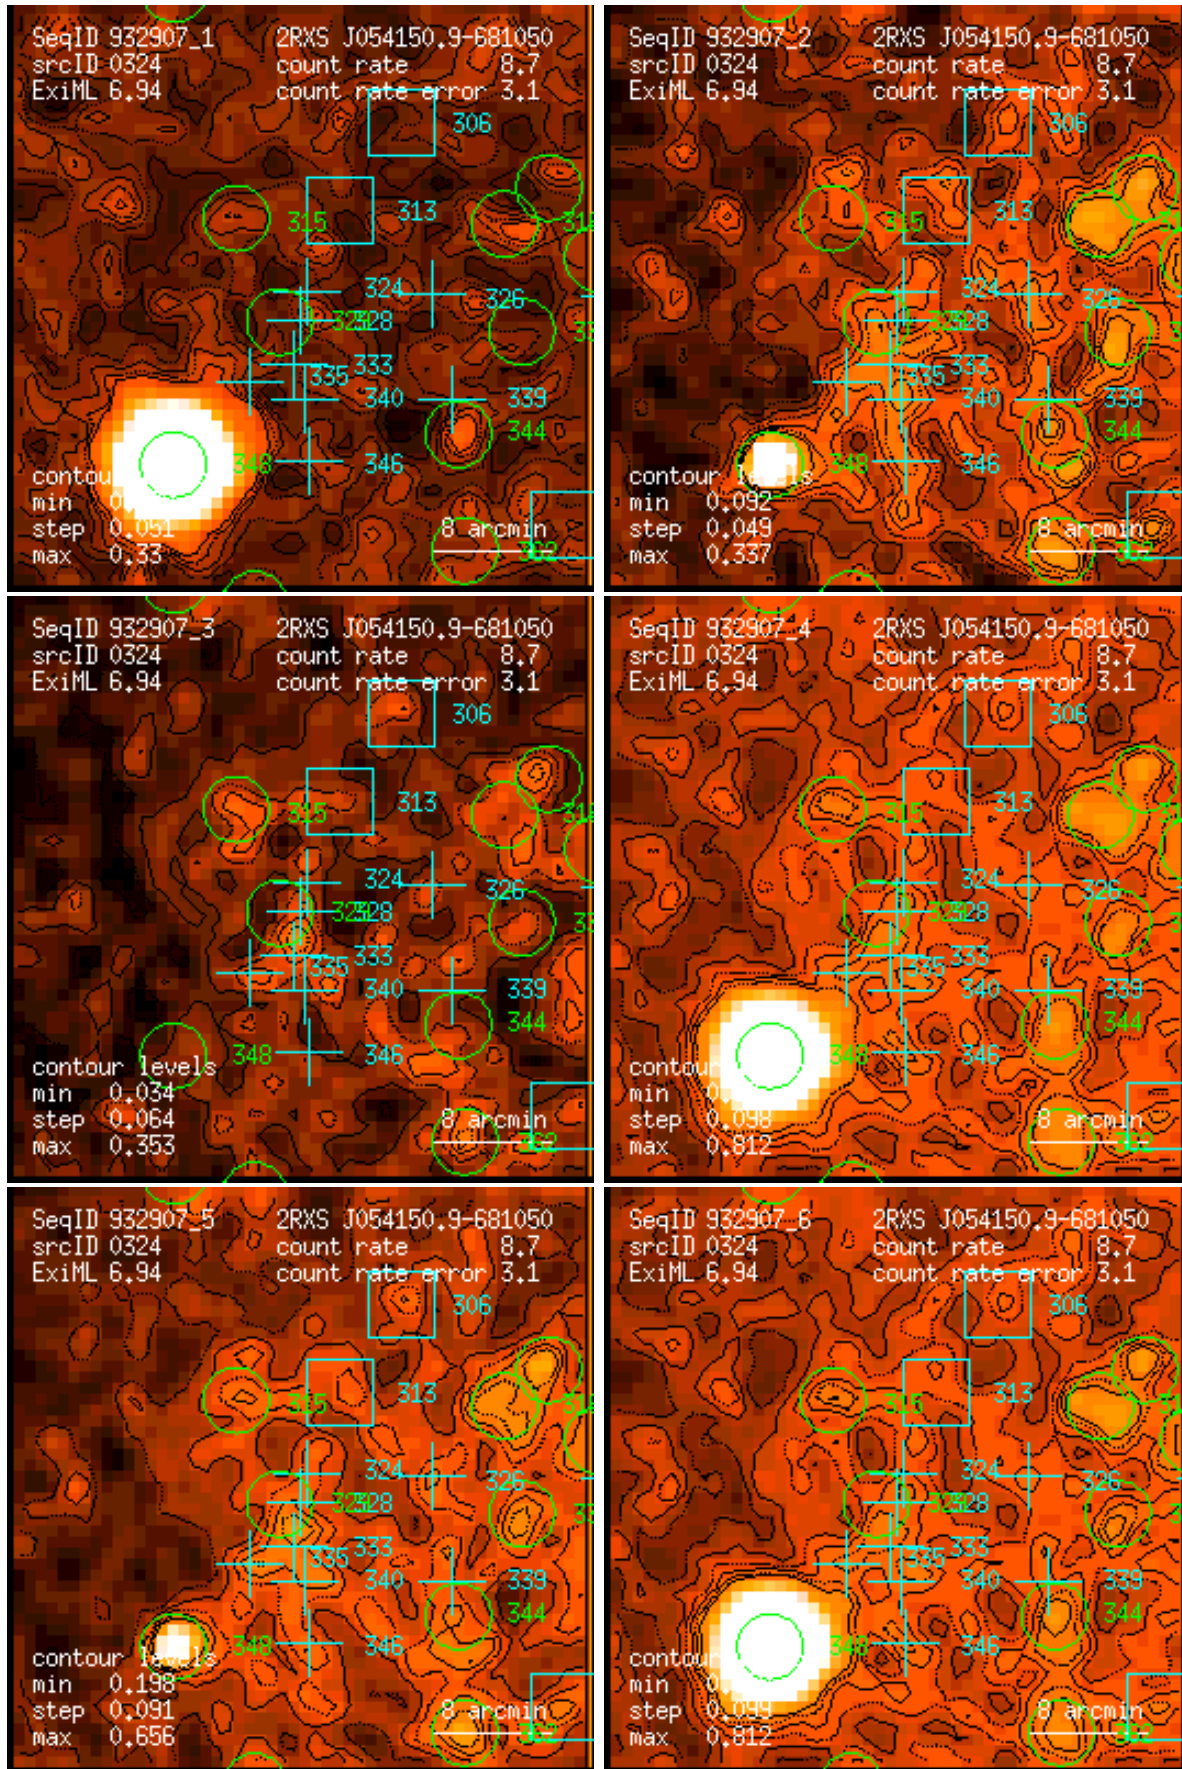 SeqID 932907_1 2RXS J054150.9-681050
srcID 0324 count rate 8.7
ExiML 6.94 count rate error 3.1
306
315 313
324 326
328
333
335
340 339
344
348 346
contour
min
step 0.051 8 arcmin
max 0.33
SeqID 932907_2 2RXS J054150.9-681050
srcID 0324 count rate 8.7
ExiML 6.94 count rate error 3.1
306
315 313
324 326
328
333
335
340 339
344
348 346
contour levels
min 0.092
step 0.049 8 arcmin
max 0.337
SeqID 932907_3 2RXS J054150.9-681050
srcID 0324 count rate 8.7
ExiML 6.94 count rate error 3.1
306
315 313
324 326
328
333
335
340 339
344
348 346
contour levels
min 0.034
step 0.064 8 arcmin
max 0.353
SeqID 932907_4 2RXS J054150.9-681050
srcID 0324 count rate 8.7
ExiML 6.94 count rate error 3.1
306
315 313
324 326
328
333
335
340 339
344
348 346
contour
min
step 0.098 8 arcmin
max 0.812
SeqID 932907_5 2RXS J054150.9-681050
srcID 0324 count rate 8.7
ExiML 6.94 count rate error 3.1
306
315 313
324 326
328
333
335
340 339
344
348 346
contour levels
min 0.198
step 0.091 8 arcmin
max 0.656
SeqID 932907_6 2RXS J054150.9-681050
srcID 0324 count rate 8.7
ExiML 6.94 count rate error 3.1
306
315 313
324 326
328
333
335
340 339
344
348 346
contour
min
step 0.099 8 arcmin
max 0.812